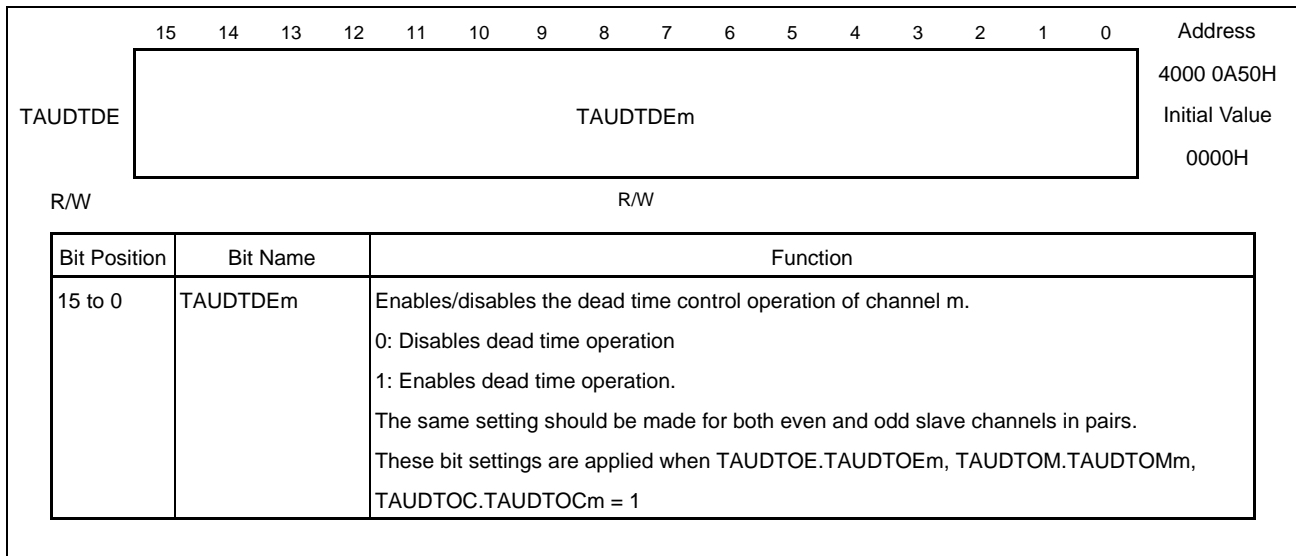 15 14 13 12 11 10 9 8 7 6 5 4 3 2 1 0 Address
4000 0A50H
TAUDTDE TAUDTDEm Initial Value
0000H
R/W R/W
Bit Position Bit Name Function
15 to 0 TAUDTDEm Enables/disables the dead time control operation of channel m.
0: Disables dead time operation
1: Enables dead time operation.
The same setting should be made for both even and odd slave channels in pairs.
These bit settings are applied when TAUDTOE.TAUDTOEm, TAUDTOM.TAUDTOMm,
TAUDTOC.TAUDTOCm = 1